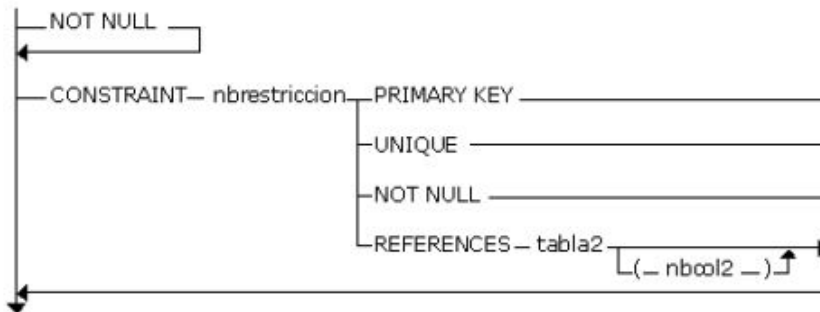 NOT NULL
CONSTRAINT nbrestriccion PRIMARY KEY
UNIQUE
NOT NULL
REFERENCES tabla2
( nbcol2 )